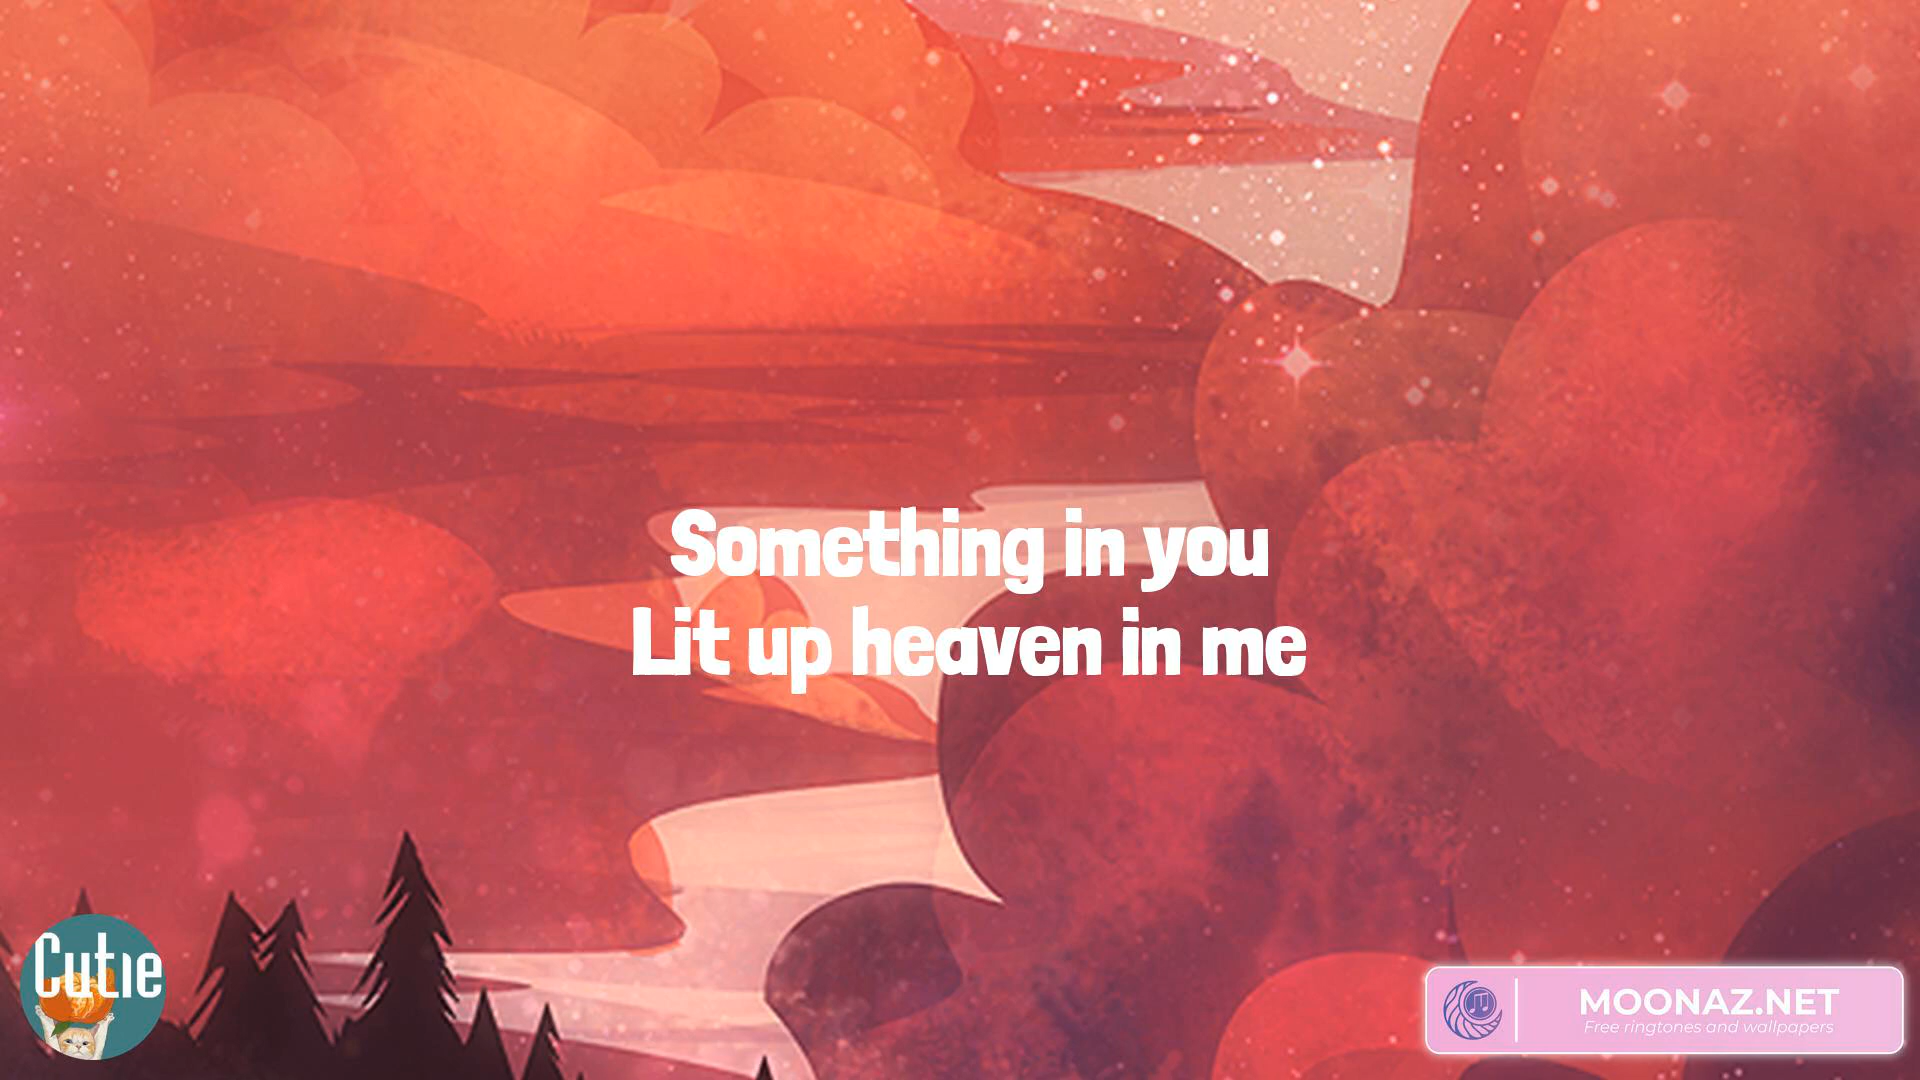 Something in you
Lit up heaven in me
Cutie
MOONAZ.NET
Free ringtones and wallpapers